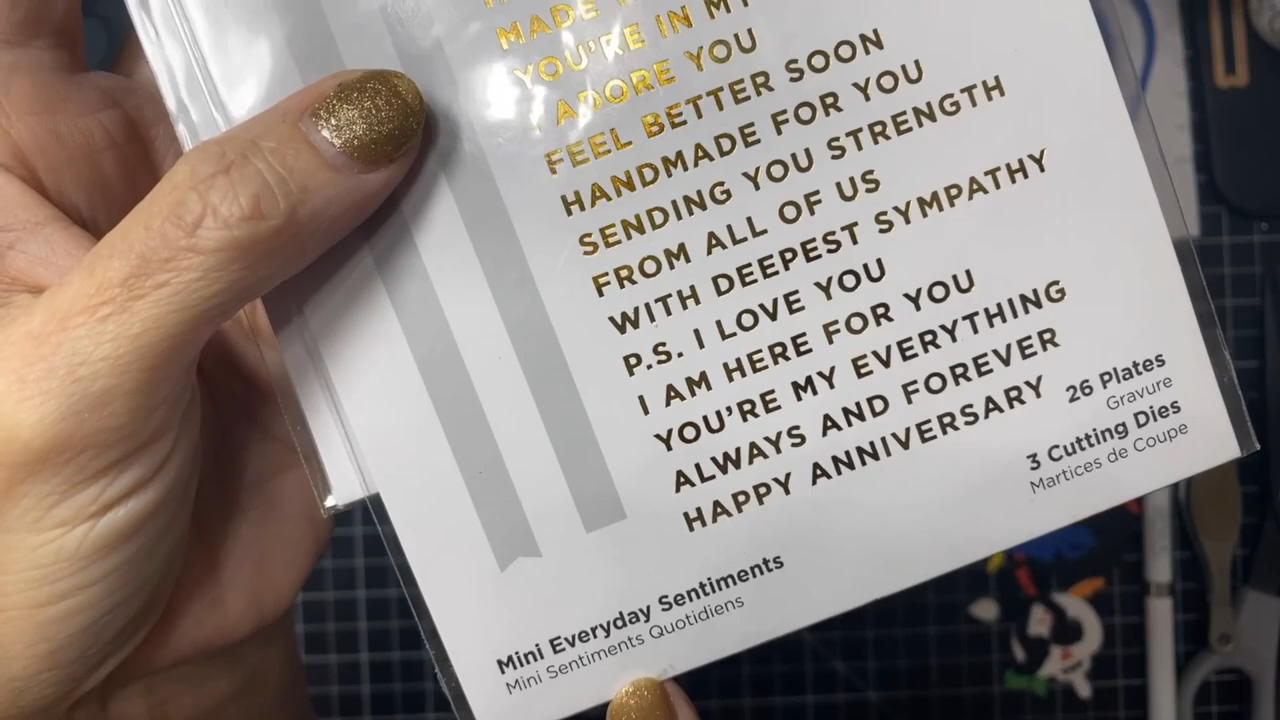 MADE
YOU'RE IN MY
I ADORE YOU
FEEL BETTER SOON
HANDMADE FOR YOU
SENDING YOU STRENGTH
FROM ALL OF US
WITH DEEPEST SYMPATHY
P.S. I LOVE YOU
I AM HERE FOR YOU
YOU'RE MY EVERYTHING
ALWAYS AND FOREVER
HAPPY ANNIVERSARY
26 Plates
Gravure
3 Cutting Dies
Martices de Coupe
Mini Everyday Sentiments
Mini Sentiments Quotidiens